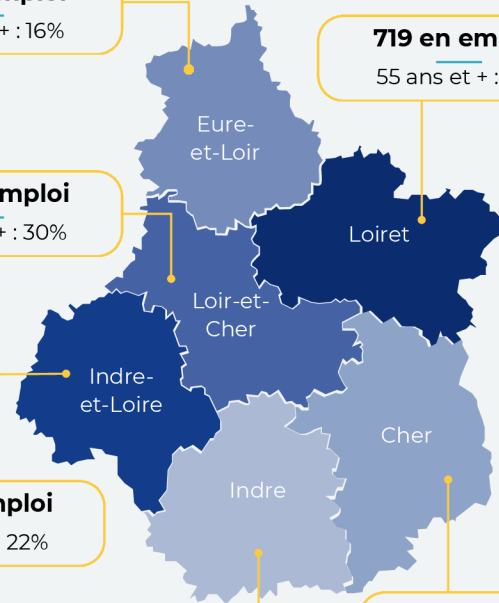 + : 16%
719 en em
55 ans et + :
Eure-
et-Loir
mploi
+ : 30%
Loiret
Loir-et-
Cher
Indre-
et-Loire
Cher
Indre
nploi
22%